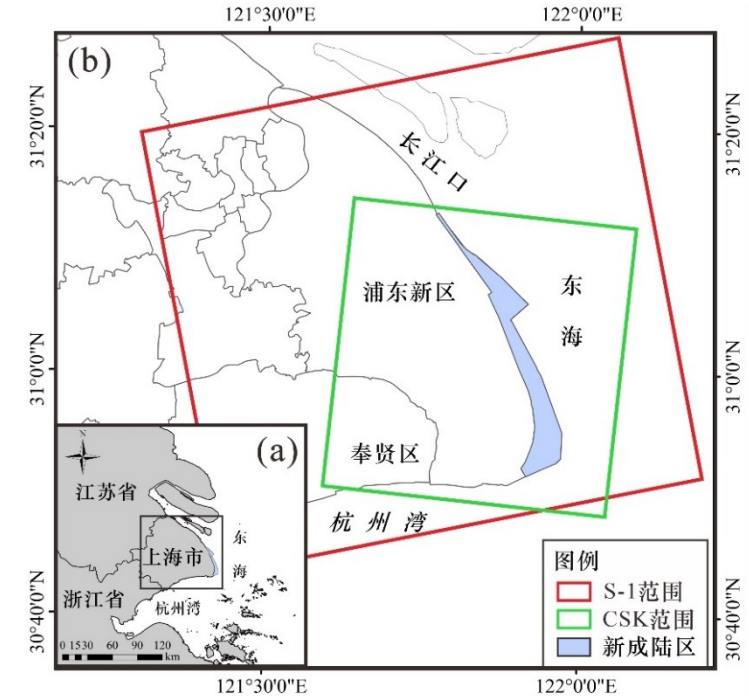 121°30'0"E
122°0'0"E
(b)
31°20'0"N
31°20'0"N
长江口
浦东新区
东海
31°0'0"N
31°0'0"N
奉贤区
杭州湾
(a)
N
江苏省
上海市
东海
浙江省
杭州湾
0 1530 60 90 120
km
图例
S-1范围
CSK范围
新成陆区
30°40'0"N
30°40'0"N
121°30'0"E
122°0'0"E